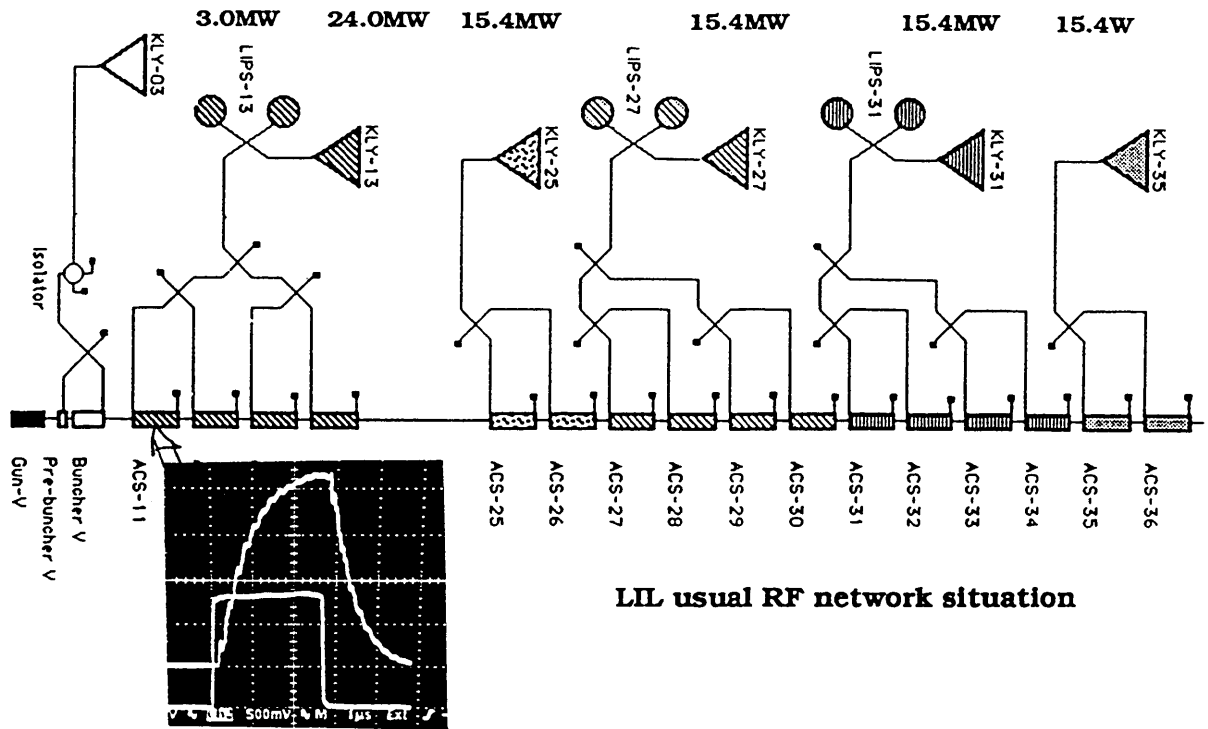 3.0MW 24.0MW 15.4MW 15.4MW 15.4MW 15.4W
KLY-03
LIPS-13
KLY-13
KLY-25
LIPS-27
KLY-27
LIPS-31
KLY-31
KLY-35
Isolator
Gun-V
Pre-buncher V
Buncher V
ACS-11
ACS-25
ACS-26
ACS-27
ACS-28
ACS-29
ACS-30
ACS-31
ACS-32
ACS-33
ACS-34
ACS-35
ACS-36
500mV M 1µs Ext
LIL usual RF network situation